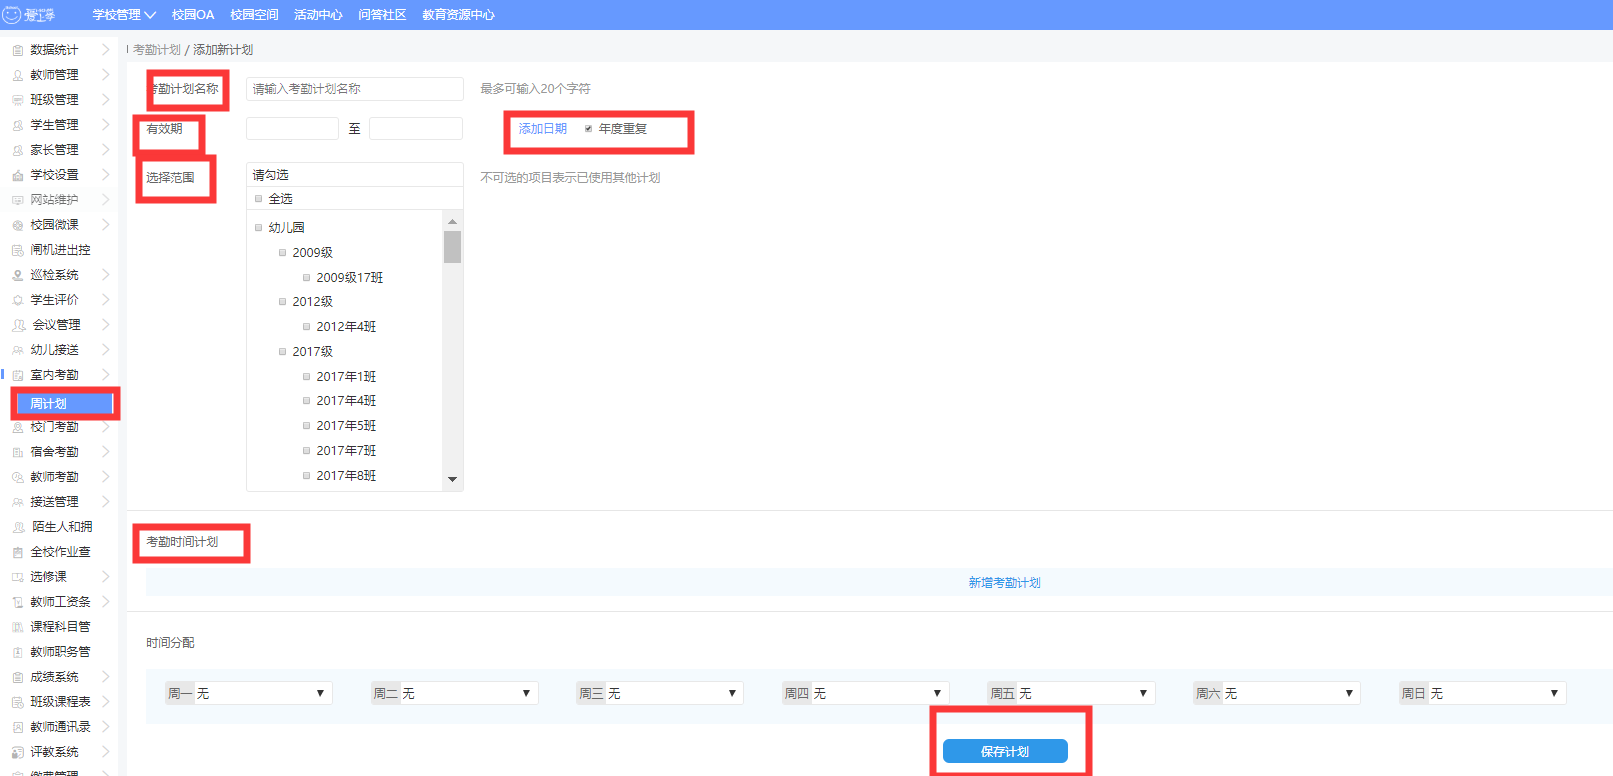 学校管理 校园OA 校园空间 活动中心 问答社区 教育资源中心
考勤计划 / 添加新计划
数据统计
教师管理
班级管理
学生管理
家长管理
学校设置
网站维护
校园微课
闸机进出控
巡检系统
学生评价
会议管理
幼儿接送
室内考勤
周计划
校门考勤
宿舍考勤
教师考勤
接送管理
陌生人和拥
全校作业查
选修课
教师工资条
课程科目管
教师职务管
成绩系统
班级课程表
教师通讯录
评教系统
缴费管理
考勤计划名称 请输入考勤计划名称 最多可输入20个字符
有效期 至 添加日期 年度重复
选择范围 请勾选 不可选的项目表示已使用其他计划
全选
幼儿园
2009级
2009级17班
2012级
2012年4班
2017级
2017年1班
2017年4班
2017年5班
2017年7班
2017年8班
考勤时间计划
新增考勤计划
时间分配
周一 无 周二 无 周三 无 周四 无 周五 无 周六 无 周日 无
保存计划